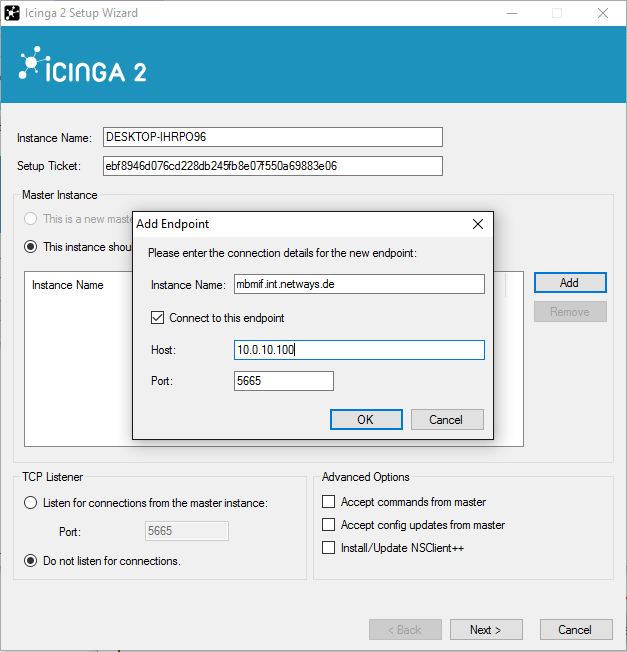 Icinga 2 Setup Wizard
ICINGA 2
Instance Name: DESKTOP-IHRPO96
Setup Ticket: ebf8946d076cd228db245fb8e07f550a69883e06
Master Instance
This is a new
This instance
Add Endpoint
Please enter the connection details for the new endpoint:
Instance Name: mbmif.int.netways.de
Connect to this endpoint
Host: 10.0.10.100
Port: 5665
OK Cancel
Instance Name
Add
Remove
TCP Listener
Listen for connections from the master instance:
Port: 5665
Do not listen for connections.
Advanced Options
Accept commands from master
Accept config updates from master
Install/Update NSClient++
< Back Next > Cancel